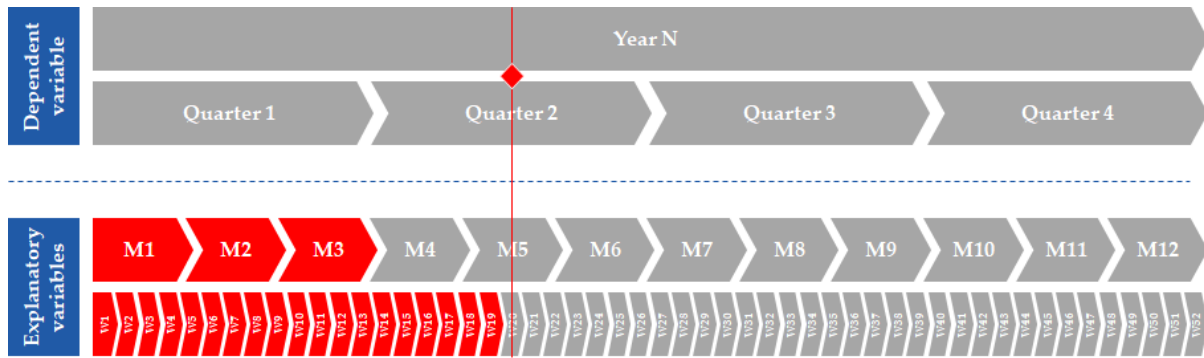 Dependent
variable
Year N
Quarter 1
Quarter 2
Quarter 3
Quarter 4
Explanatory
variables
M1 M2 M3 M4 M5 M6 M7 M8 M9 M10 M11 M12
W1 W2 W3 W4 W5 W6 W7 W8 W9 W10 W11 W12 W13 W14 W15 W16 W17 W18 W19 W20 W21 W22 W23 W24 W25 W26 W27 W28 W29 W30 W31 W32 W33 W34 W35 W36 W37 W38 W39 W40 W41 W42 W43 W44 W45 W46 W47 W48 W49 W50 W51 W52